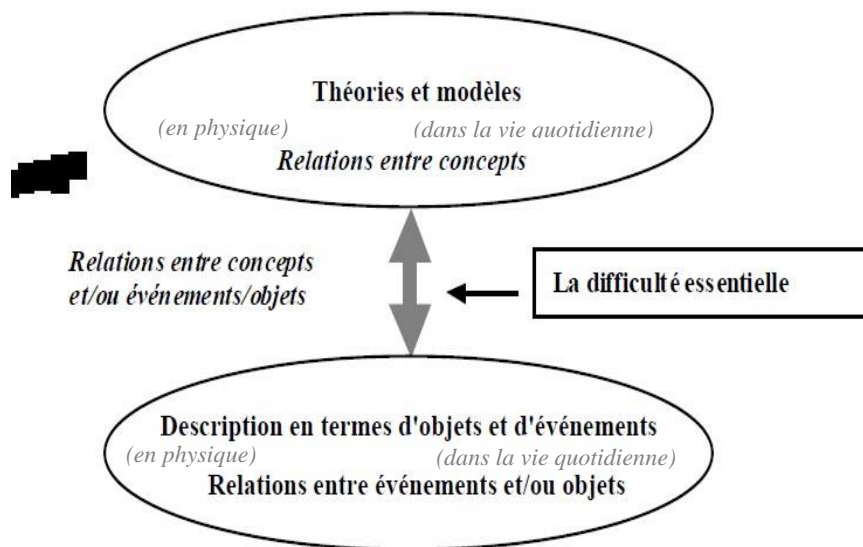 Théories et modèles
(en physique) (dans la vie quotidienne)
Relations entre concepts
Relations entre concepts
et/ou événements/objets
La difficulté essentielle
Description en termes d'objets et d'événements
(en physique) (dans la vie quotidienne)
Relations entre événements et/ou objets